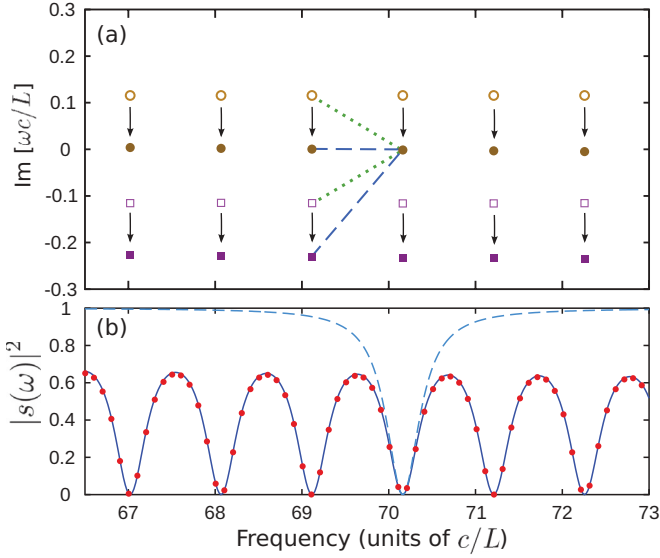 0.3
(a)
0.2
0.1
0
-0.1
-0.2
-0.3
Im [ωc/L]
1
(b)
0.8
0.6
0.4
0.2
0
|s(ω)|²
67 68 69 70 71 72 73
Frequency (units of c/L)